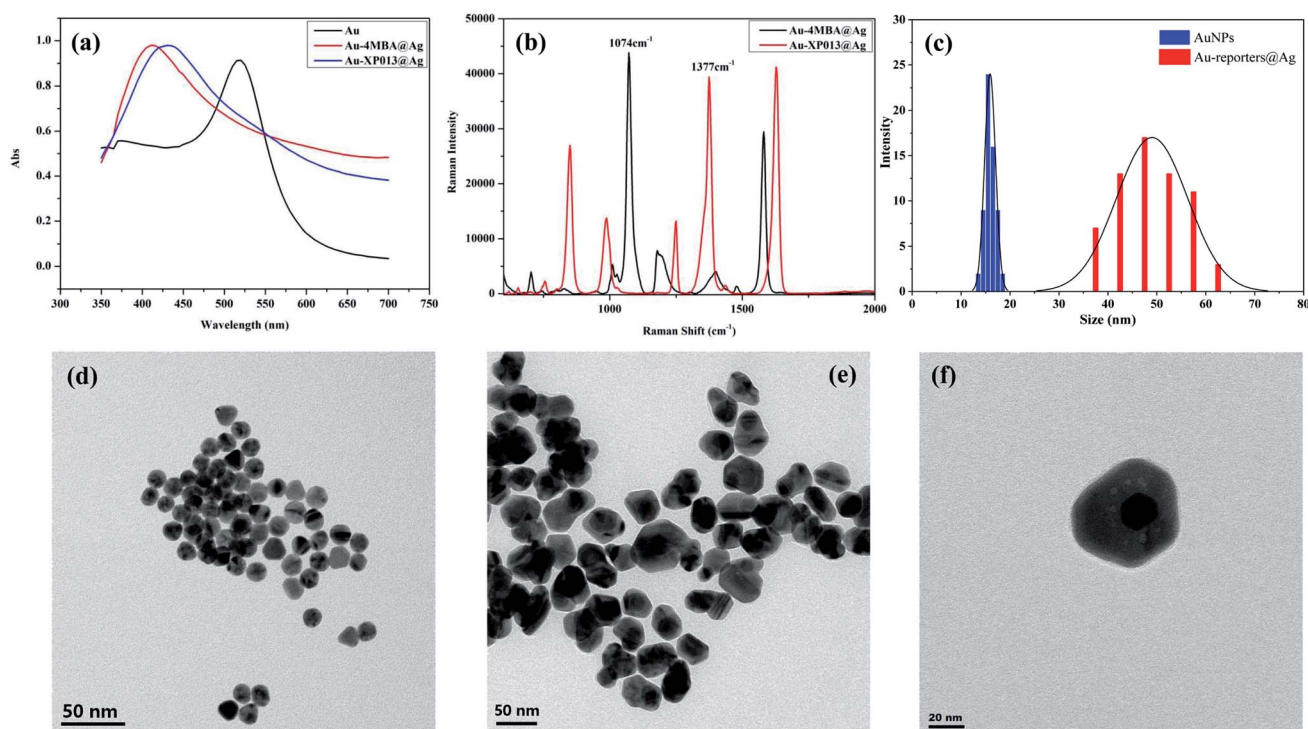 (a)
Au
Au-4MBA@Ag
Au-XP013@Ag
1.0
0.8
0.6
0.4
0.2
0.0
Abs
300 350 400 450 500 550 600 650 700 750
Wavelength (nm)
(b)
Au-4MBA@Ag
Au-XP013@Ag
1074cm⁻¹
1377cm⁻¹
50000
40000
30000
20000
10000
0
Raman Intensity
1000 1500 2000
Raman Shift (cm⁻¹)
(c)
AuNPs
Au-reporters@Ag
30
25
20
15
10
5
0
Intensity
0 10 20 30 40 50 60 70 80
Size (nm)
(d)
50 nm
(e)
50 nm
(f)
20 nm